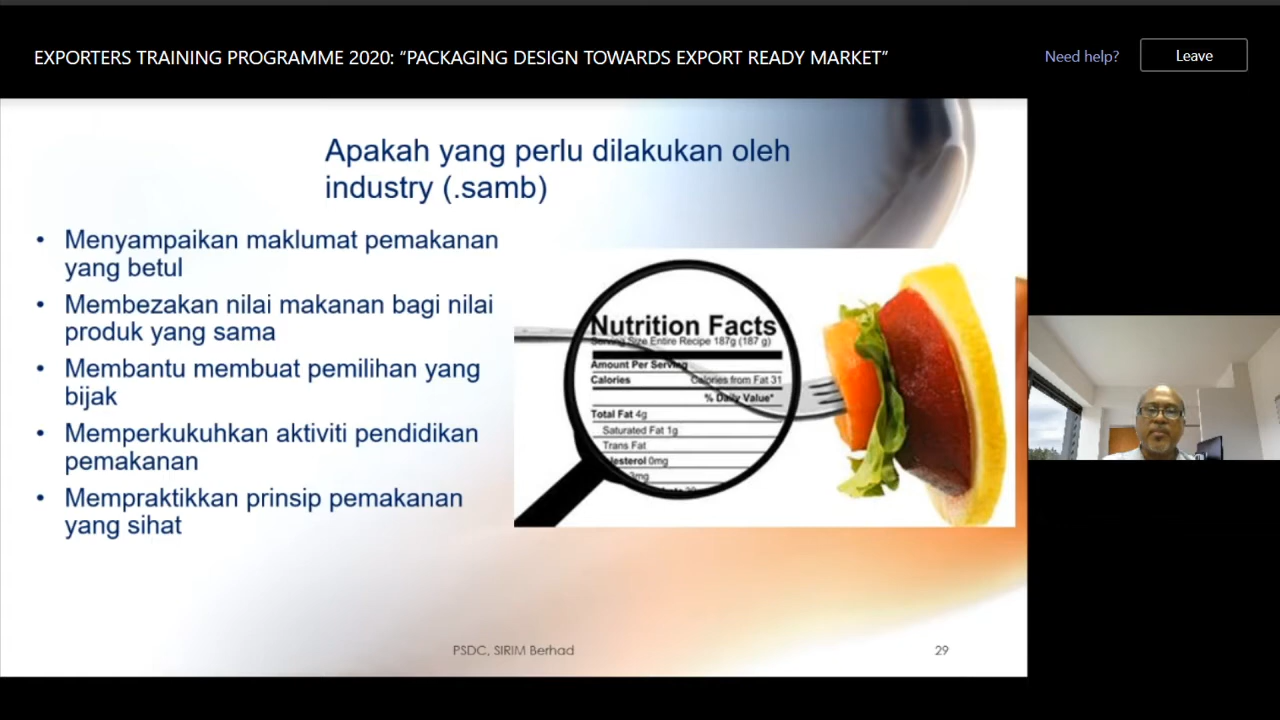 EXPORTERS TRAINING PROGRAMME 2020: “PACKAGING DESIGN TOWARDS EXPORT READY MARKET”
Need help?
Leave
Apakah yang perlu dilakukan oleh
industry (.samb)
• Menyampaikan maklumat pemakanan
yang betul
• Membezakan nilai makanan bagi nilai
produk yang sama
• Membantu membuat pemilihan yang
bijak
• Memperkukuhkan aktiviti pendidikan
pemakanan
• Mempraktikkan prinsip pemakanan
yang sihat
Nutrition Facts
Serving Size Entire Recipe 187g (187 g)
Amount Per Serving
Calories Calories from Fat 31
% Daily Value*
Total Fat 4g
Saturated Fat 1g
Trans Fat
lesterol 0mg
3mg
PSDC, SIRIM Berhad
29